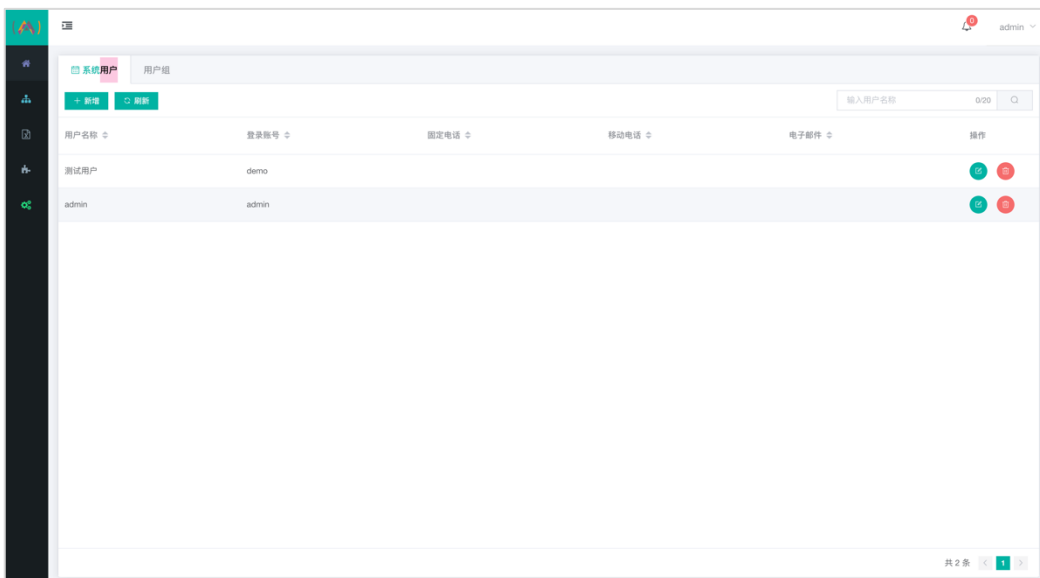 (A)
0
admin
系统用户 用户组
+ 新增 刷新 输入用户名称 0/20
用户名称 登录账号 固定电话 移动电话 电子邮件 操作
测试用户 demo
admin admin
共 2 条 < 1 >